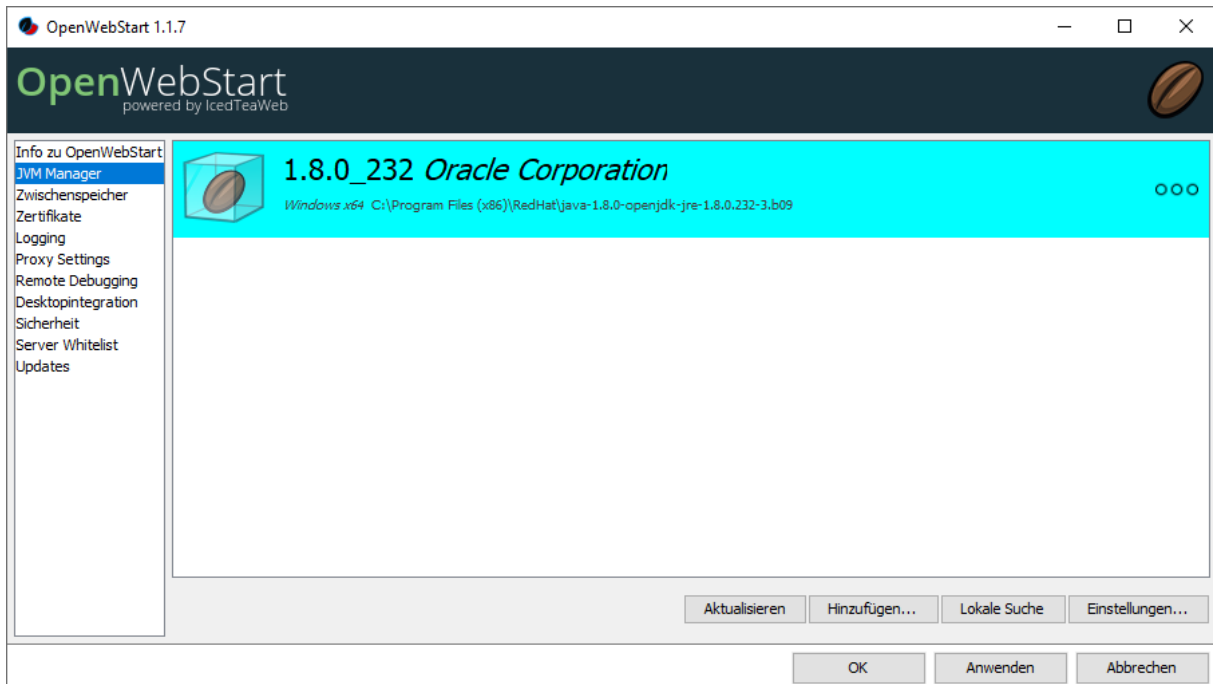 OpenWebStart 1.1.7
OpenWebStart
powered by IcedTeaWeb
Info zu OpenWebStart
JVM Manager
Zwischenspeicher
Zertifikate
Logging
Proxy Settings
Remote Debugging
Desktopintegration
Sicherheit
Server Whitelist
Updates
1.8.0_232 Oracle Corporation
Windows x64 C:\Program Files (x86)\RedHat\java-1.8.0-openjdk-jre-1.8.0.232-3.b09
Aktualisieren Hinzufügen... Lokale Suche Einstellungen...
OK Anwenden Abbrechen